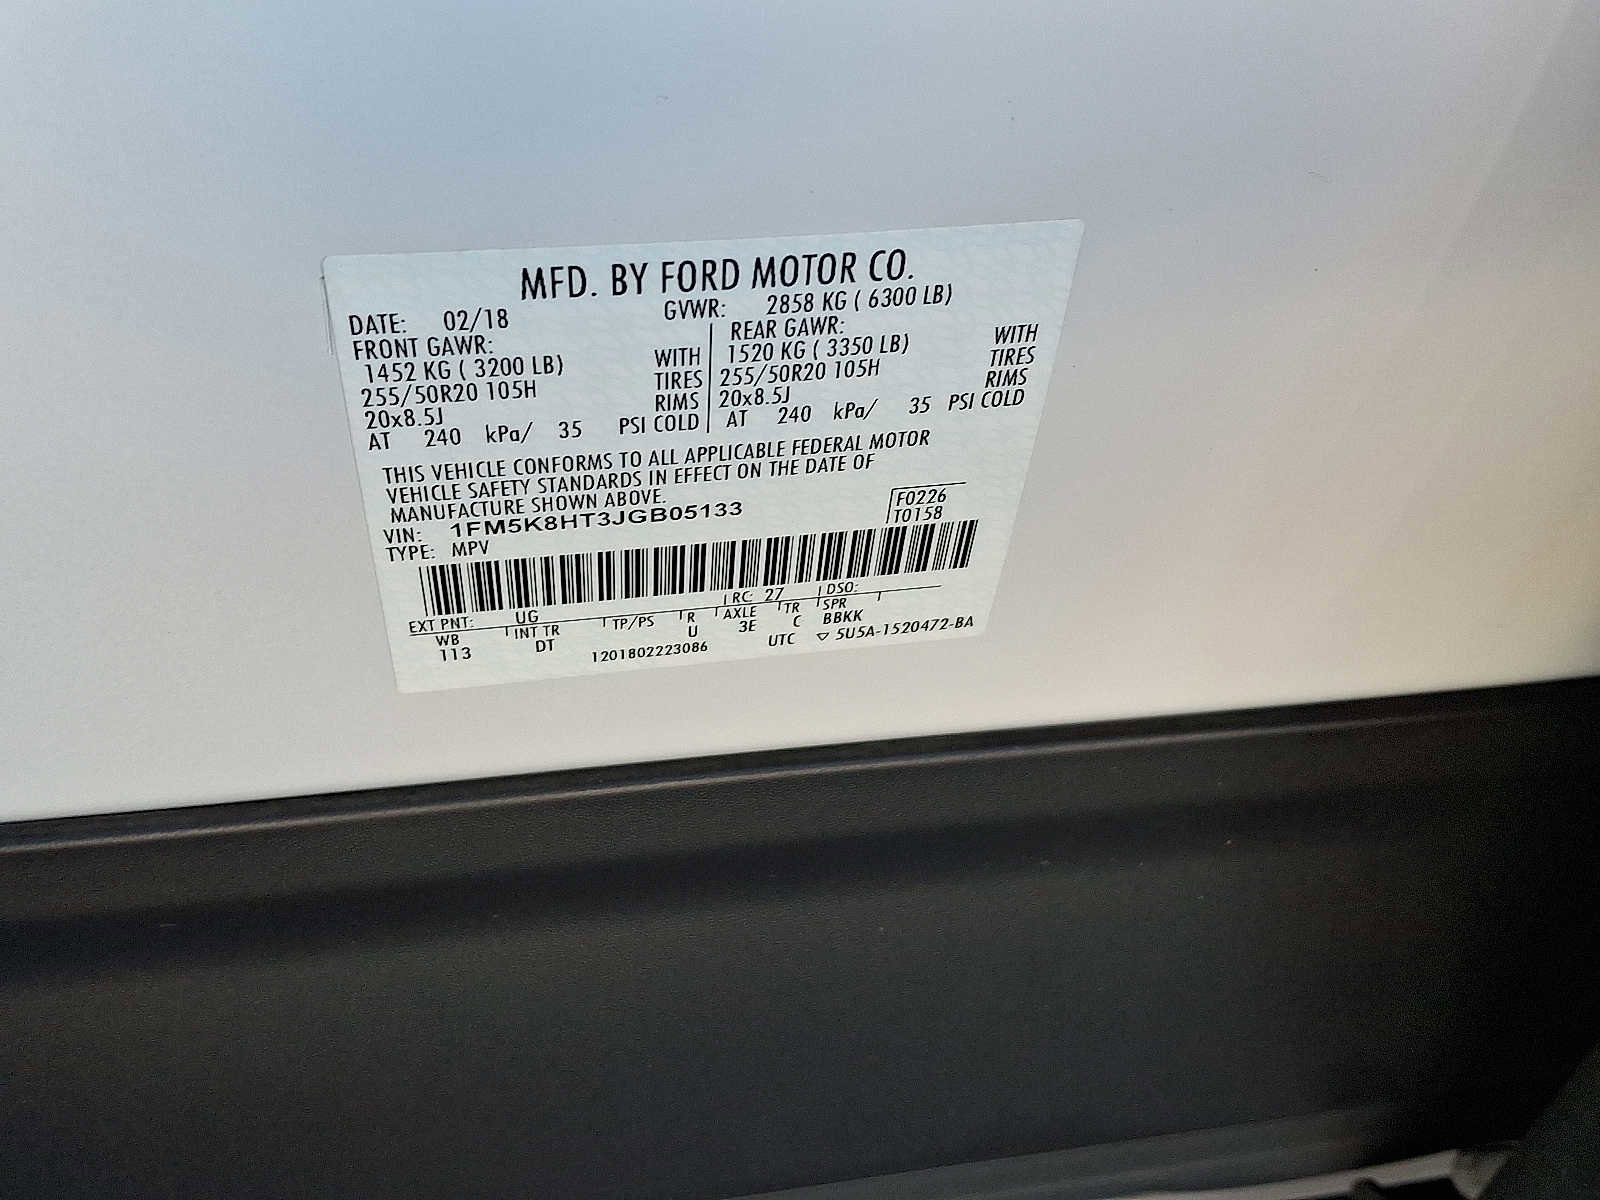 MFD. BY FORD MOTOR CO.
DATE: 02/18 GVWR: 2858 KG ( 6300 LB)
FRONT GAWR: REAR GAWR:
1452 KG ( 3200 LB) WITH 1520 KG ( 3350 LB) WITH
255/50R20 105H TIRES 255/50R20 105H TIRES
20x8.5J RIMS 20x8.5J RIMS
AT 240 kPa/ 35 PSI COLD AT 240 kPa/ 35 PSI COLD
THIS VEHICLE CONFORMS TO ALL APPLICABLE FEDERAL MOTOR
VEHICLE SAFETY STANDARDS IN EFFECT ON THE DATE OF
MANUFACTURE SHOWN ABOVE.
VIN: 1FM5K8HT3JGB05133 F0226
TYPE: MPV T0158
EXT PNT: UG RC: 27 DSO:
WB INT TR TP/PS R AXLE TR SPR
113 DT U 3E C BBKK
1201802223086 UTC ▽ 5U5A-1520472-BA